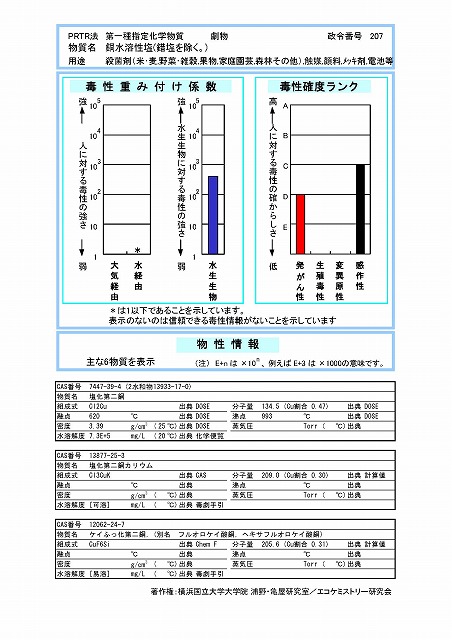 PRTR法 第一種指定化学物質 劇物 政令番号 207
物質名 銅水溶性塩(錯塩を除く。)
用途 殺菌剤(米・麦,野菜・雑穀,果物,家庭園芸,森林その他),触媒,顔料,メッキ剤,電池等
毒性重み付け係数 毒性確度ランク
強 10⁵ 強 10⁵ 高 A
10⁴ 10⁴ B
10³ 10³ C
10² 10² D
10 10 E
弱 1 弱 1 低
人に対する毒性の強さ
水生生物に対する毒性の強さ
人に対する毒性の確からしさ
*
大気経由 水経由 水生生物 発がん性 生殖毒性 変異原性 感作性
*は1以下であることを示しています。
表示のないのは信頼できる毒性情報がないことを示しています
物性情報
主な6物質を表示 (注) E+n は ×10ⁿ 、例えば E+3 は ×1000の意味です。
CAS番号 7447-39-4 (2水和物13933-17-0)
物質名 塩化第二銅
組成式 Cl2Cu 出典 DOSE 分子量 134.5 (Cu割合 0.47) 出典 DOSE
融点 620 ℃ 出典 DOSE 沸点 993 ℃ 出典 DOSE
密度 3.39 g/cm³ (25℃) 出典 DOSE 蒸気圧 Torr ( ℃) 出典
水溶解度 7.3E+5 mg/L (20℃) 出典 化学便覧
CAS番号 13877-25-3
物質名 塩化第二銅カリウム
組成式 Cl3CuK 出典 CAS 分子量 209.0 (Cu割合 0.30) 出典 計算値
融点 ℃ 出典 沸点 ℃ 出典
密度 g/cm³ ( ℃) 出典 蒸気圧 Torr ( ℃) 出典
水溶解度 [可溶] mg/L ( ℃) 出典 毒劇手引
CAS番号 12062-24-7
物質名 ケイふっ化第二銅, (別名 フルオロケイ酸銅, ヘキサフルオロケイ酸銅)
組成式 CuF6Si 出典 Chem F 分子量 205.6 (Cu割合 0.31) 出典 計算値
融点 ℃ 出典 沸点 ℃ 出典
密度 g/cm³ ( ℃) 出典 蒸気圧 Torr ( ℃) 出典
水溶解度 [易溶] mg/L ( ℃) 出典 毒劇手引
著作権:横浜国立大学大学院 浦野・亀屋研究室/エコケミストリー研究会